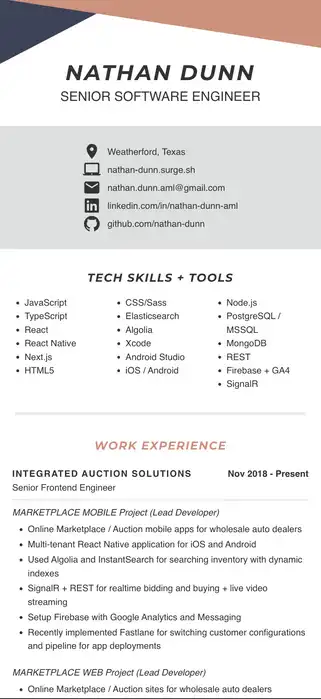 NATHAN DUNN
SENIOR SOFTWARE ENGINEER
Weatherford, Texas
nathan-dunn.surge.sh
nathan.dunn.aml@gmail.com
linkedin.com/in/nathan-dunn-aml
github.com/nathan-dunn
TECH SKILLS + TOOLS
• JavaScript
• TypeScript
• React
• React Native
• Next.js
• HTML5
• CSS/Sass
• Elasticsearch
• Algolia
• Xcode
• Android Studio
• iOS / Android
• Node.js
• PostgreSQL /
MSSQL
• MongoDB
• REST
• Firebase + GA4
• SignalR
WORK EXPERIENCE
INTEGRATED AUCTION SOLUTIONS Nov 2018 - Present
Senior Frontend Engineer
MARKETPLACE MOBILE Project (Lead Developer)
• Online Marketplace / Auction mobile apps for wholesale auto dealers
• Multi-tenant React Native application for iOS and Android
• Used Algolia and InstantSearch for searching inventory with dynamic
indexes
• SignalR + REST for realtime bidding and buying + live video
streaming
• Setup Firebase with Google Analytics and Messaging
• Recently implemented Fastlane for switching customer configurations
and pipeline for app deployments
MARKETPLACE WEB Project (Lead Developer)
• Online Marketplace / Auction sites for wholesale auto dealers